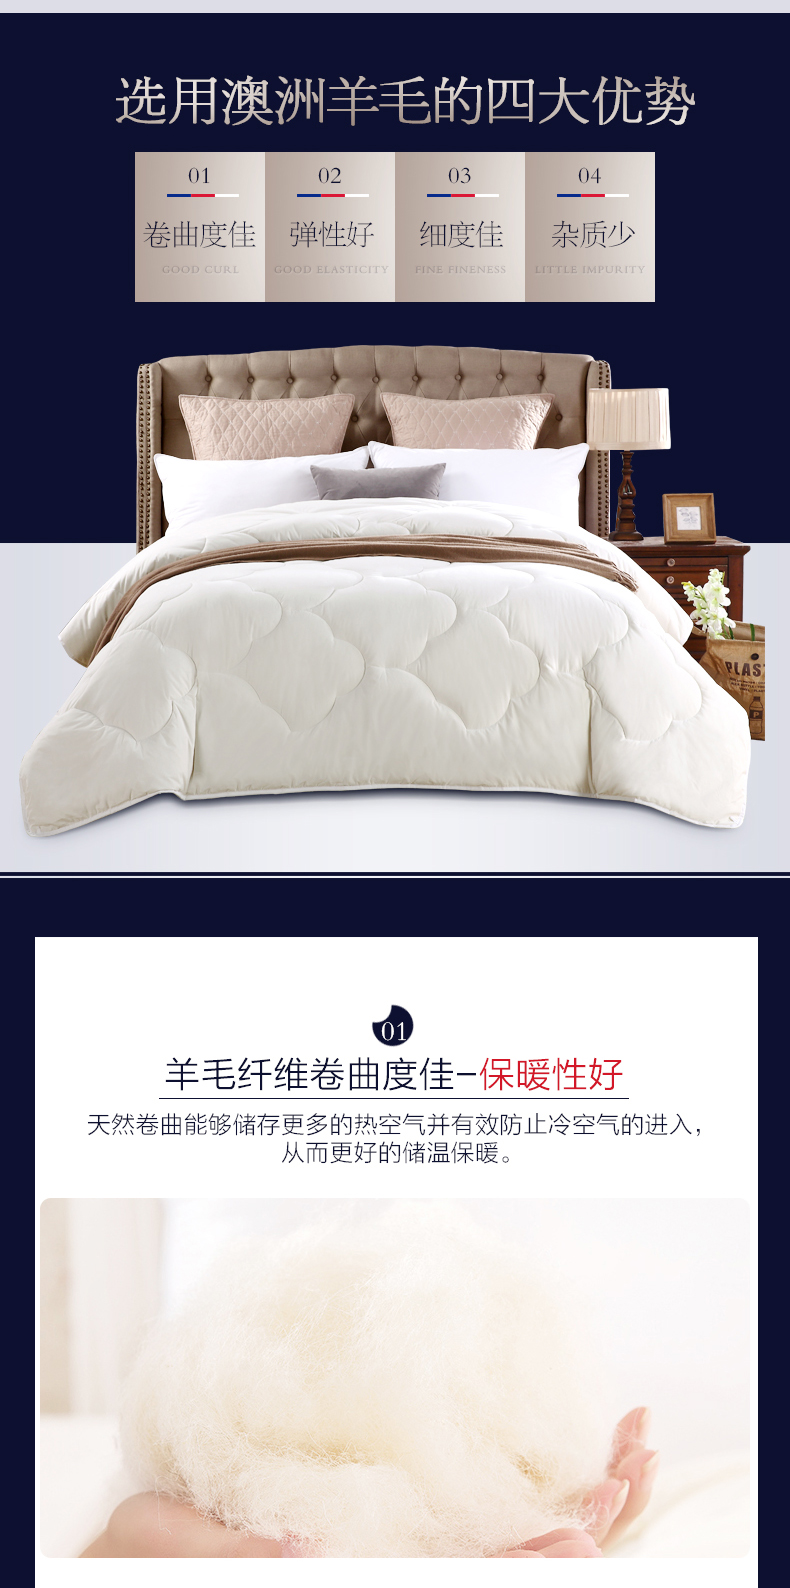 选用澳洲羊毛的四大优势
01
02
03
04
卷曲度佳
弹性好
细度佳
杂质少
GOOD CURL
GOOD ELASTICITY
FINE FINENESS
LITTLE IMPURITY
PLAS
01
羊毛纤维卷曲度佳-保暖性好
天然卷曲能够储存更多的热空气并有效防止冷空气的进入，
从而更好的储温保暖。